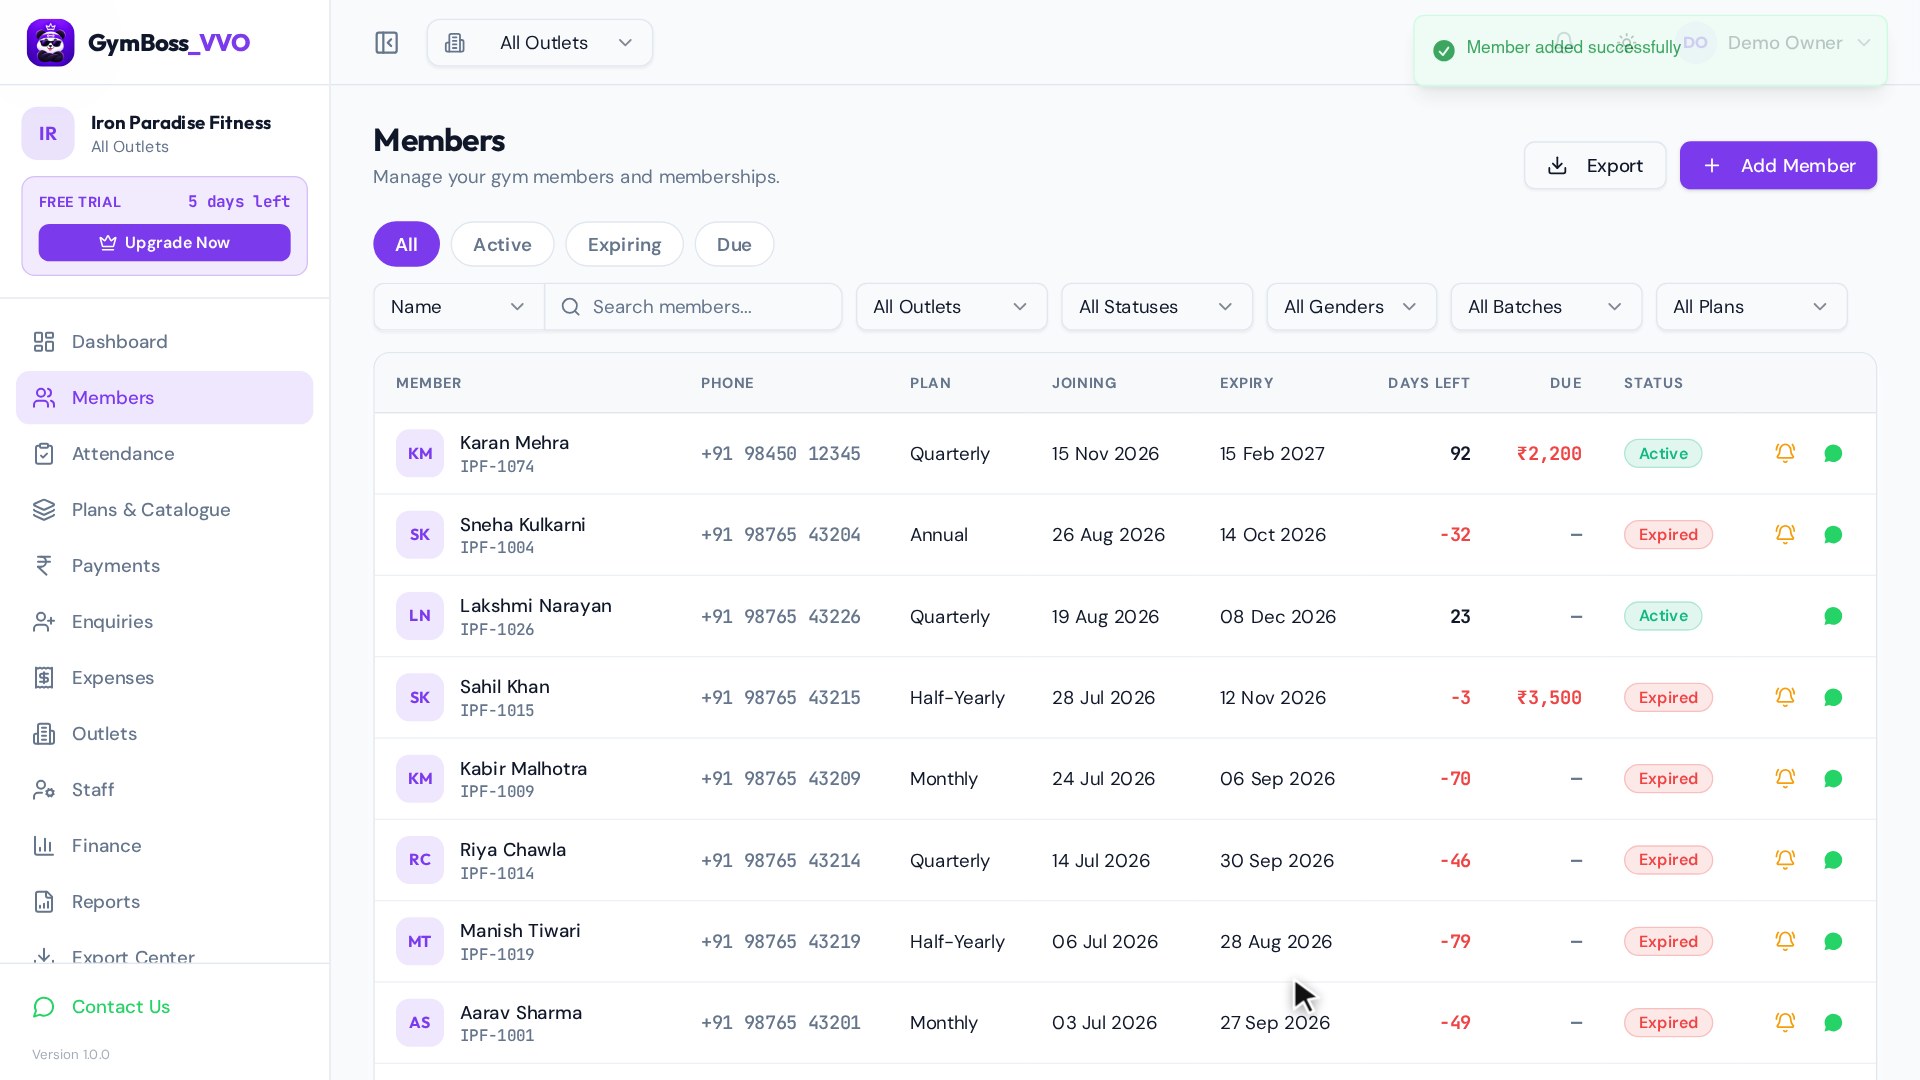 GymBoss_VVO
All Outlets
Member added successfully
DO Demo Owner
IR
Iron Paradise Fitness
All Outlets
FREE TRIAL 5 days left
Upgrade Now
Dashboard
Members
Attendance
Plans & Catalogue
Payments
Enquiries
Expenses
Outlets
Staff
Finance
Reports
Export Center
Contact Us
Version 1.0.0
Members
Manage your gym members and memberships.
Export
Add Member
All Active Expiring Due
Name Search members... All Outlets All Statuses All Genders All Batches All Plans
MEMBER PHONE PLAN JOINING EXPIRY DAYS LEFT DUE STATUS
KM Karan Mehra +91 98450 12345 Quarterly 15 Nov 2026 15 Feb 2027 92 ₹2,200 Active
IPF-1074
SK Sneha Kulkarni +91 98765 43204 Annual 26 Aug 2026 14 Oct 2026 -32 — Expired
IPF-1004
LN Lakshmi Narayan +91 98765 43226 Quarterly 19 Aug 2026 08 Dec 2026 23 — Active
IPF-1026
SK Sahil Khan +91 98765 43215 Half-Yearly 28 Jul 2026 12 Nov 2026 -3 ₹3,500 Expired
IPF-1015
KM Kabir Malhotra +91 98765 43209 Monthly 24 Jul 2026 06 Sep 2026 -70 — Expired
IPF-1009
RC Riya Chawla +91 98765 43214 Quarterly 14 Jul 2026 30 Sep 2026 -46 — Expired
IPF-1014
MT Manish Tiwari +91 98765 43219 Half-Yearly 06 Jul 2026 28 Aug 2026 -79 — Expired
IPF-1019
AS Aarav Sharma +91 98765 43201 Monthly 03 Jul 2026 27 Sep 2026 -49 — Expired
IPF-1001